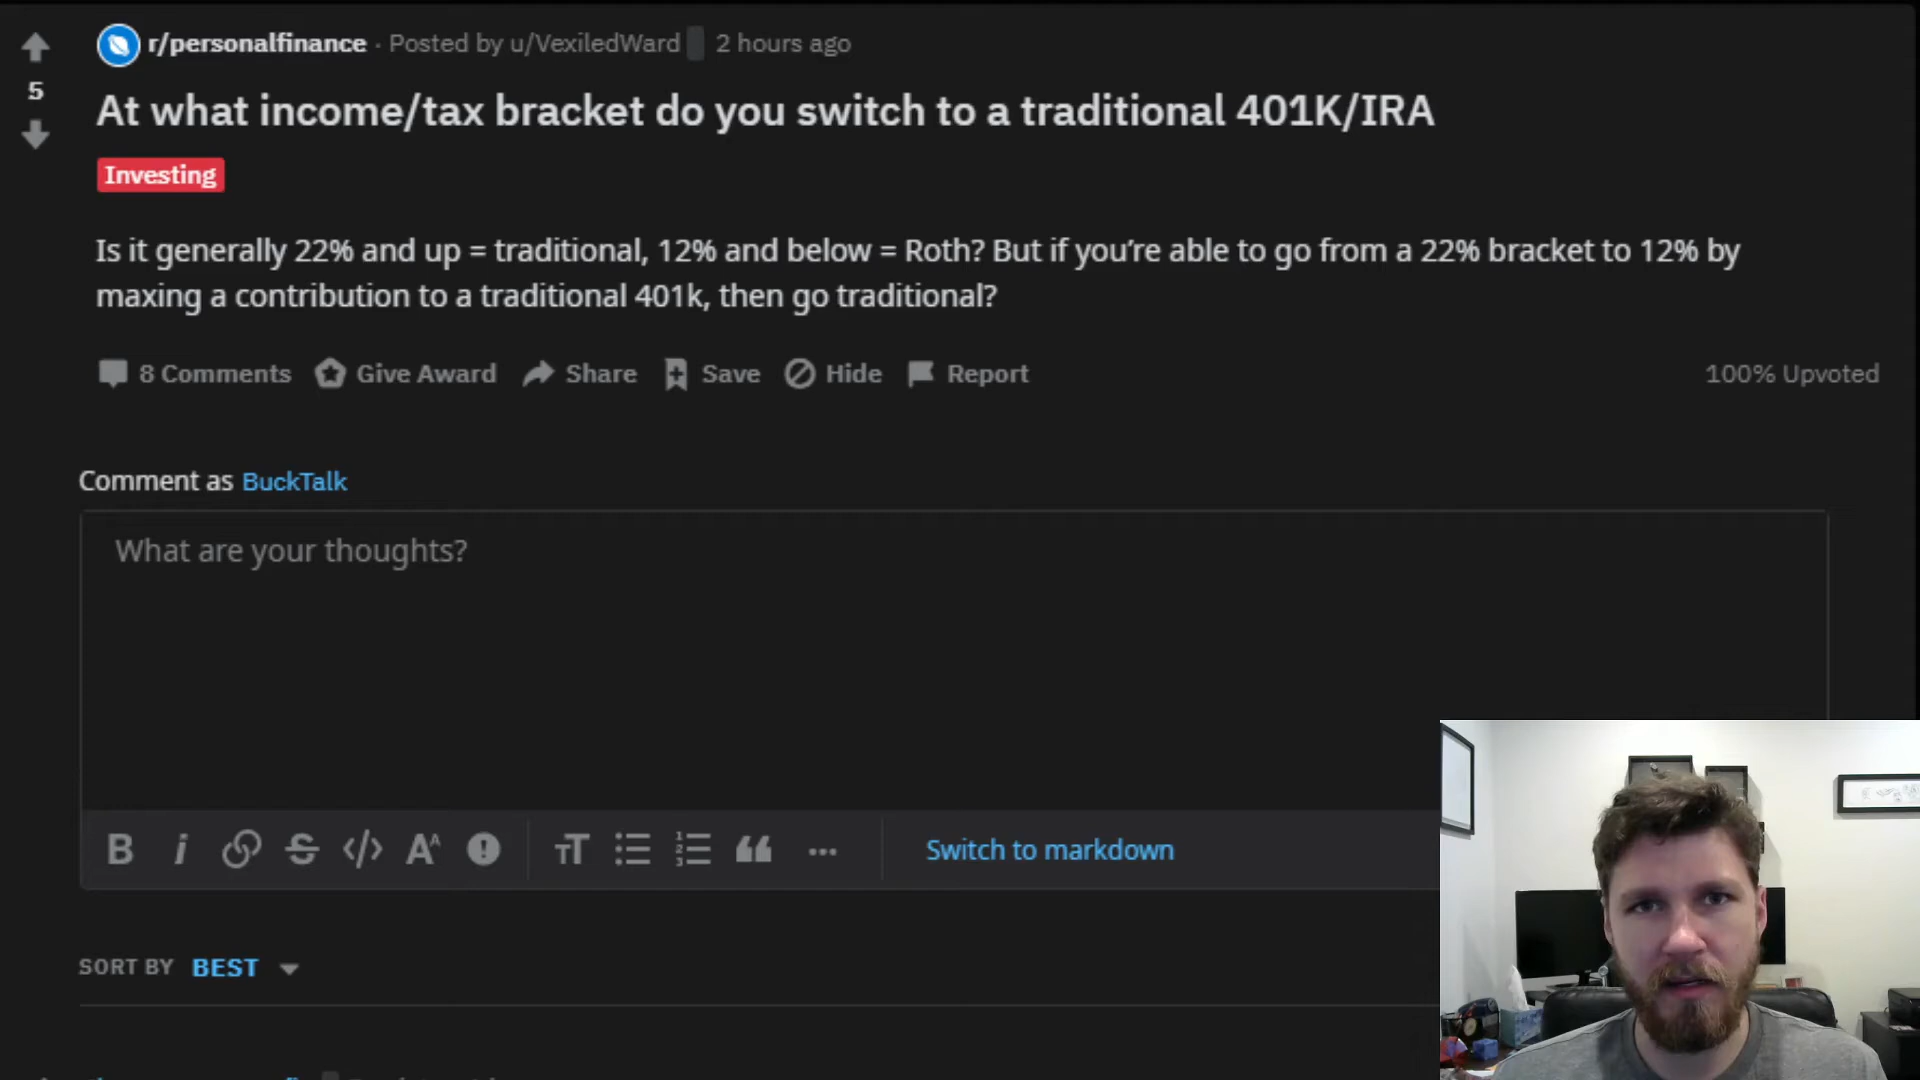 r/personalfinance · Posted by u/VexiledWard 2 hours ago
5
At what income/tax bracket do you switch to a traditional 401K/IRA
Investing
Is it generally 22% and up = traditional, 12% and below = Roth? But if you’re able to go from a 22% bracket to 12% by
maxing a contribution to a traditional 401k, then go traditional?
8 Comments Give Award Share Save Hide Report 100% Upvoted
Comment as BuckTalk
What are your thoughts?
B i </> A^A TT Switch to markdown
SORT BY BEST